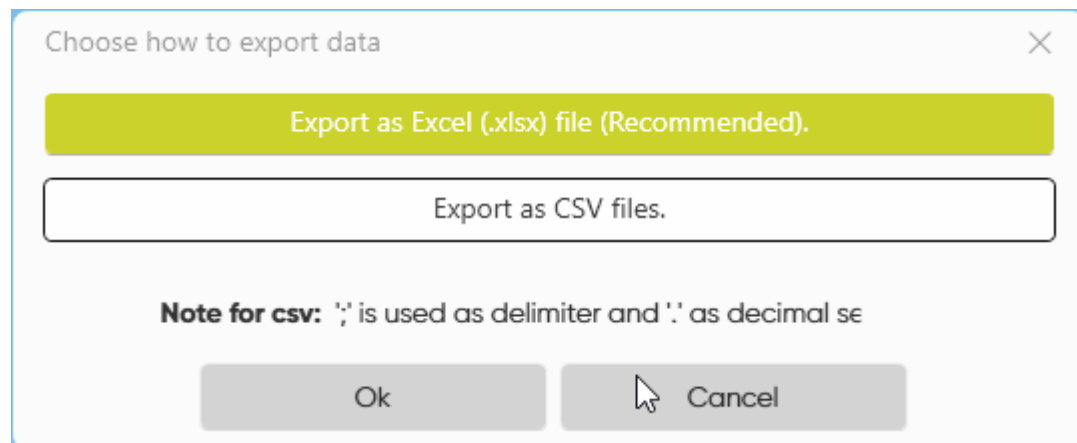 Choose how to export data
Export as Excel (.xlsx) file (Recommended).
Export as CSV files.
Note for csv: ';' is used as delimiter and '.' as decimal se
Ok
Cancel